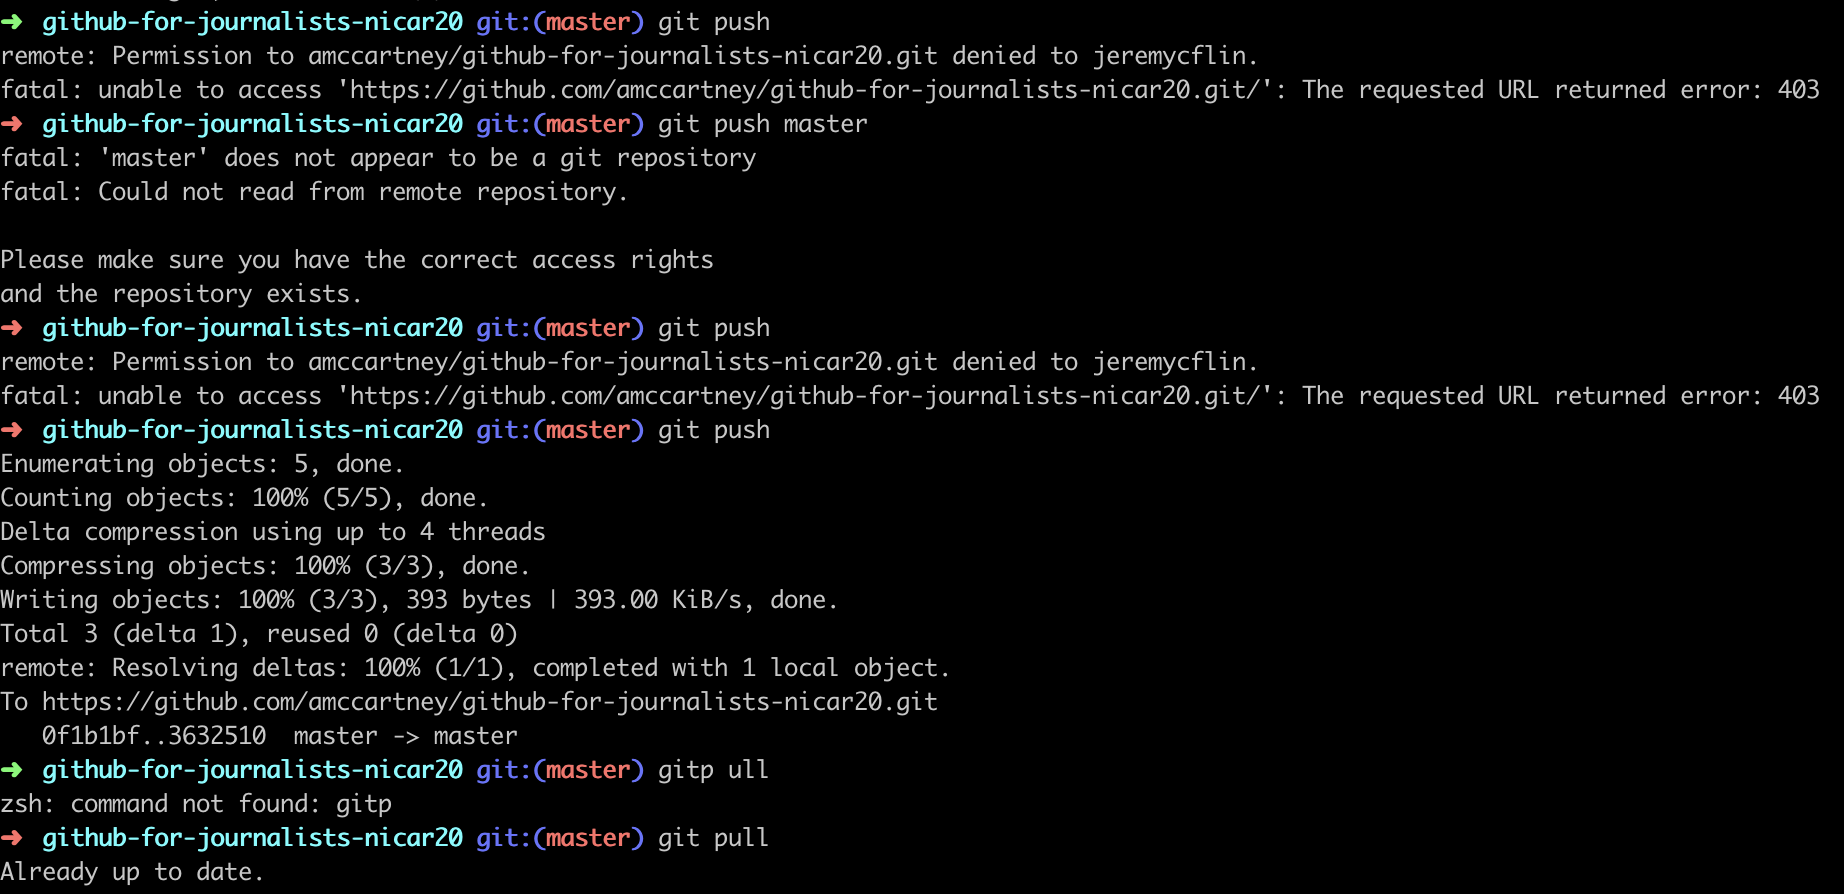 ➜ github-for-journalists-nicar20 git:(master) git push
remote: Permission to amccartney/github-for-journalists-nicar20.git denied to jeremycflin.
fatal: unable to access 'https://github.com/amccartney/github-for-journalists-nicar20.git/': The requested URL returned error: 403
➜ github-for-journalists-nicar20 git:(master) git push master
fatal: 'master' does not appear to be a git repository
fatal: Could not read from remote repository.

Please make sure you have the correct access rights
and the repository exists.
➜ github-for-journalists-nicar20 git:(master) git push
remote: Permission to amccartney/github-for-journalists-nicar20.git denied to jeremycflin.
fatal: unable to access 'https://github.com/amccartney/github-for-journalists-nicar20.git/': The requested URL returned error: 403
➜ github-for-journalists-nicar20 git:(master) git push
Enumerating objects: 5, done.
Counting objects: 100% (5/5), done.
Delta compression using up to 4 threads
Compressing objects: 100% (3/3), done.
Writing objects: 100% (3/3), 393 bytes | 393.00 KiB/s, done.
Total 3 (delta 1), reused 0 (delta 0)
remote: Resolving deltas: 100% (1/1), completed with 1 local object.
To https://github.com/amccartney/github-for-journalists-nicar20.git
   0f1b1bf..3632510  master -> master
➜ github-for-journalists-nicar20 git:(master) gitp ull
zsh: command not found: gitp
➜ github-for-journalists-nicar20 git:(master) git pull
Already up to date.